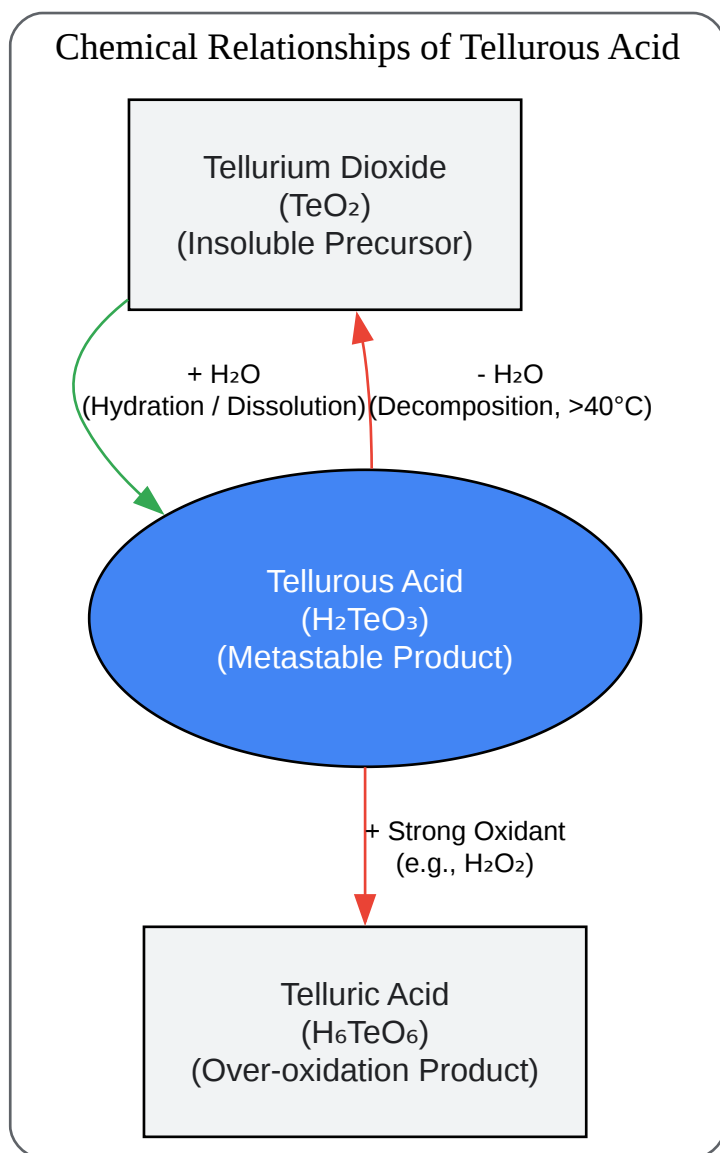 Chemical Relationships of Tellurous Acid
Tellurium Dioxide
(TeO₂)
(Insoluble Precursor)
+ H₂O
(Hydration / Dissolution)
- H₂O
(Decomposition, >40°C)
Tellurous Acid
(H₂TeO₃)
(Metastable Product)
+ Strong Oxidant
(e.g., H₂O₂)
Telluric Acid
(H₆TeO₆)
(Over-oxidation Product)